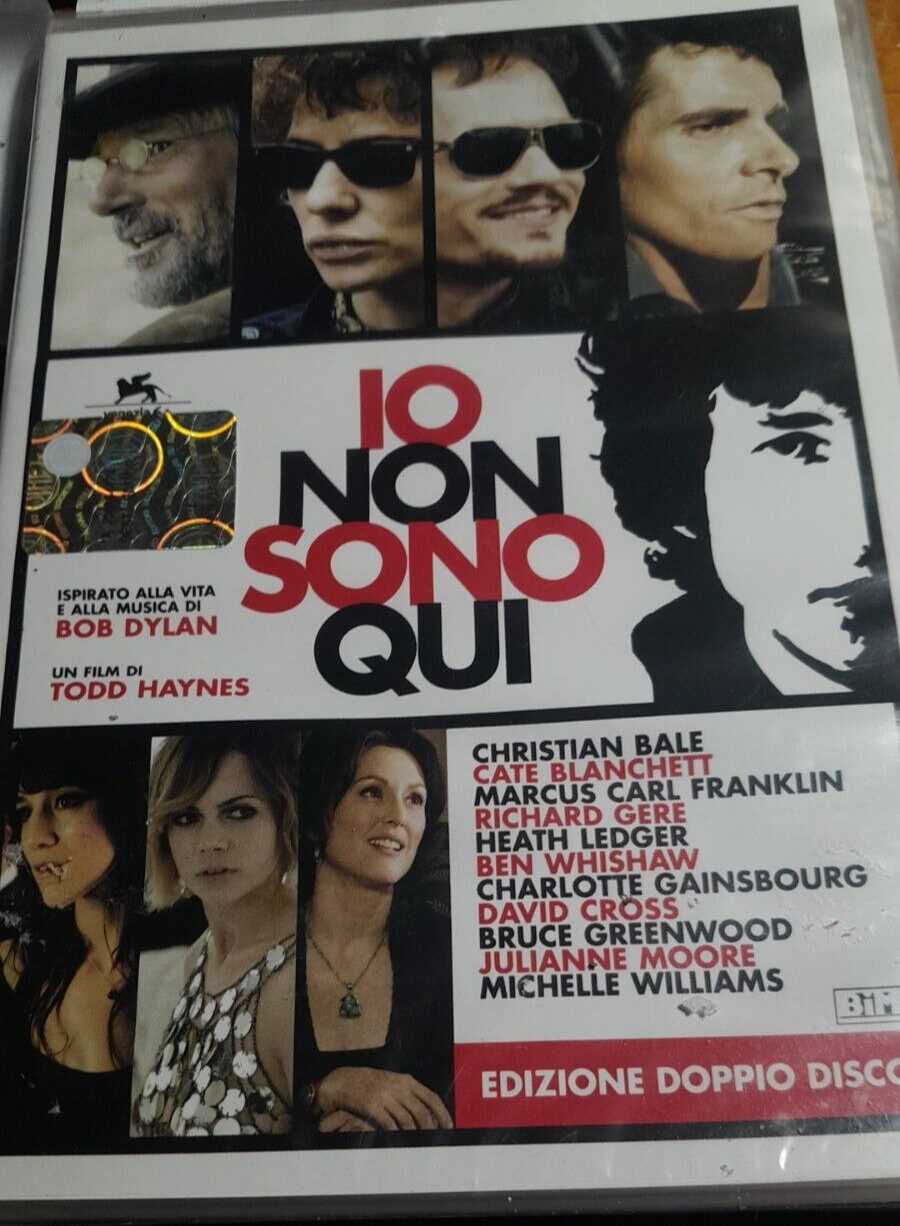 IO
NON
SONO
QUI
ISPIRATO ALLA VITA
E ALLA MUSICA DI
BOB DYLAN
UN FILM DI
TODD HAYNES
CHRISTIAN BALE
CATE BLANCHETT
MARCUS CARL FRANKLIN
RICHARD GERE
HEATH LEDGER
BEN WHISHAW
CHARLOTTE GAINSBOURG
DAVID CROSS
BRUCE GREENWOOD
JULIANNE MOORE
MICHELLE WILLIAMS
EDIZIONE DOPPIO DISCO